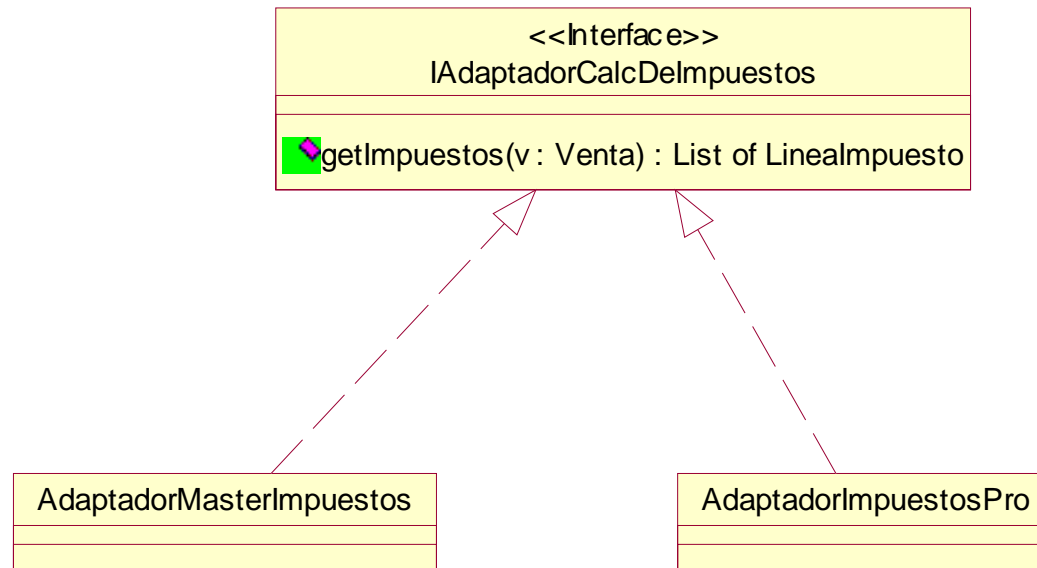 <<Interface>>
IAdaptadorCalcDeImpuestos
getImpuestos(v : Venta) : List of LineaImpuesto
AdaptadorMasterImpuestos
AdaptadorImpuestosPro